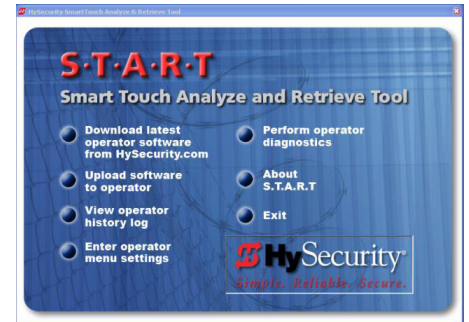 HySecurity Smart Touch Analyze & Retrieve Tool
S·T·A·R·T
Smart Touch Analyze and Retrieve Tool
Download latest
operator software
from HySecurity.com
Upload software
to operator
View operator
history log
Enter operator
menu settings
Perform operator
diagnostics
About
S.T.A.R.T
Exit
HySecurity®
Simple. Reliable. Secure.